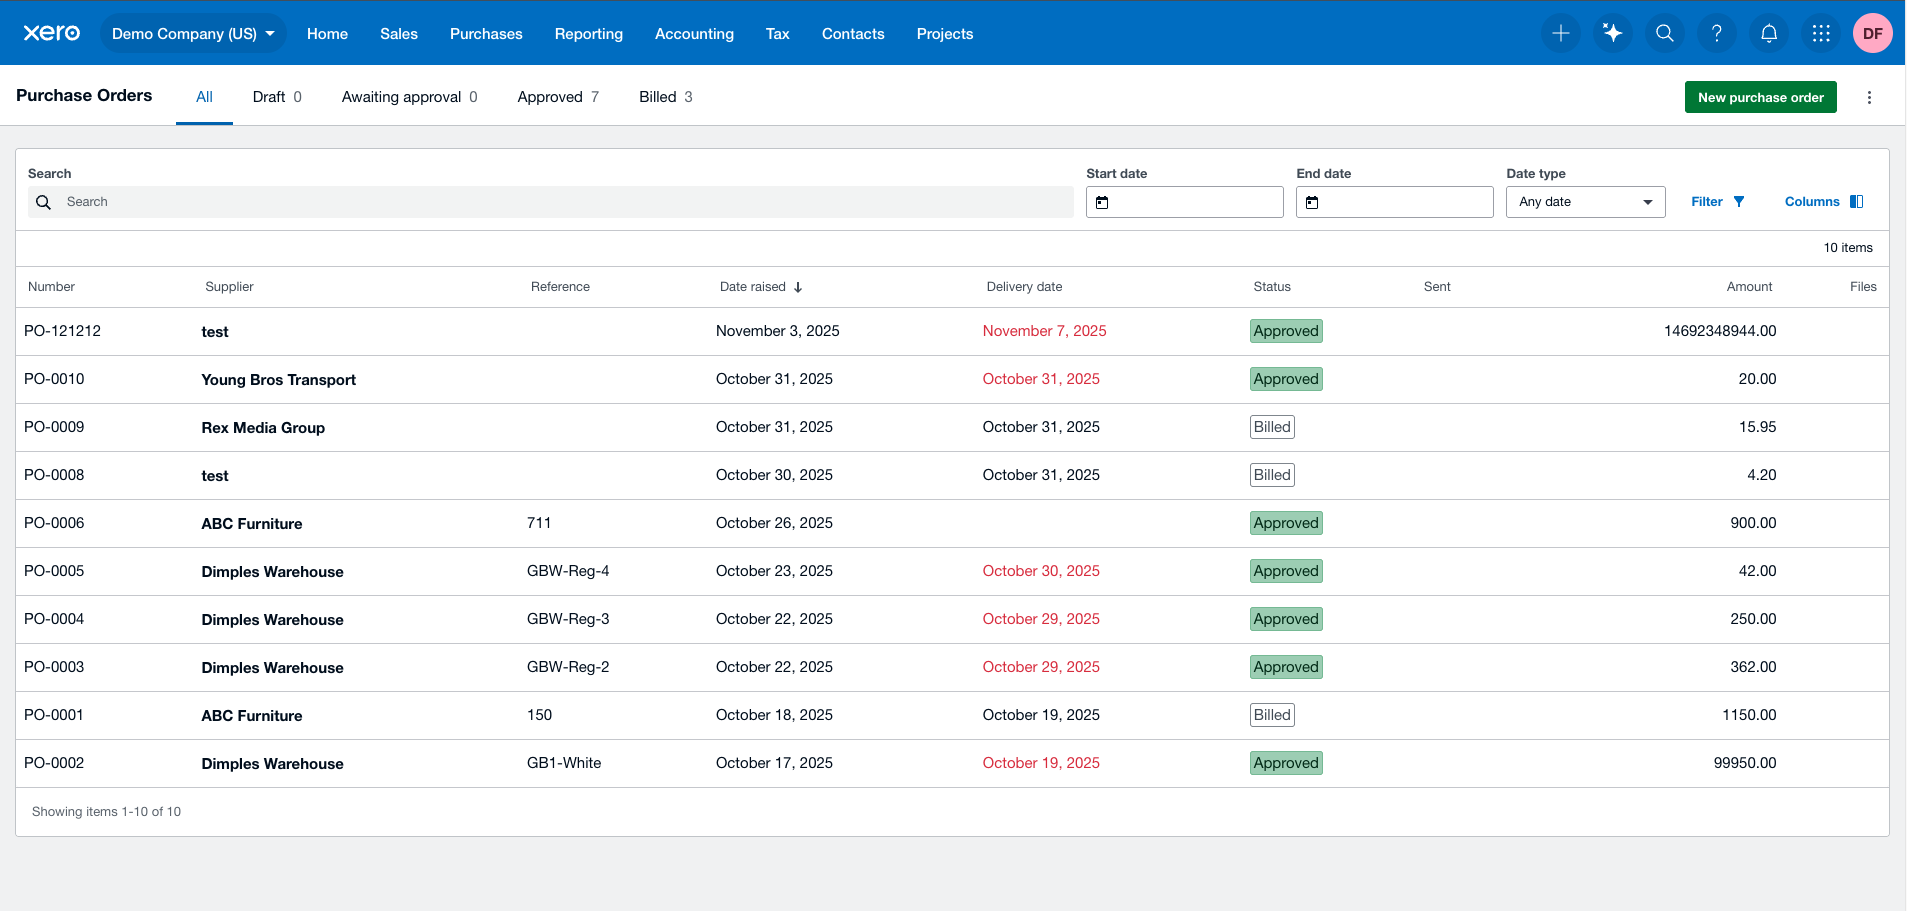 xero Demo Company (US) Home Sales Purchases Reporting Accounting Tax Contacts Projects DF
Purchase Orders All Draft 0 Awaiting approval 0 Approved 7 Billed 3 New purchase order
Search Start date End date Date type
Search Any date Filter Columns
10 items
Number Supplier Reference Date raised Delivery date Status Sent Amount Files
PO-121212 test November 3, 2025 November 7, 2025 Approved 14692348944.00
PO-0010 Young Bros Transport October 31, 2025 October 31, 2025 Approved 20.00
PO-0009 Rex Media Group October 31, 2025 October 31, 2025 Billed 15.95
PO-0008 test October 30, 2025 October 31, 2025 Billed 4.20
PO-0006 ABC Furniture 711 October 26, 2025 Approved 900.00
PO-0005 Dimples Warehouse GBW-Reg-4 October 23, 2025 October 30, 2025 Approved 42.00
PO-0004 Dimples Warehouse GBW-Reg-3 October 22, 2025 October 29, 2025 Approved 250.00
PO-0003 Dimples Warehouse GBW-Reg-2 October 22, 2025 October 29, 2025 Approved 362.00
PO-0001 ABC Furniture 150 October 18, 2025 October 19, 2025 Billed 1150.00
PO-0002 Dimples Warehouse GB1-White October 17, 2025 October 19, 2025 Approved 99950.00
Showing items 1-10 of 10